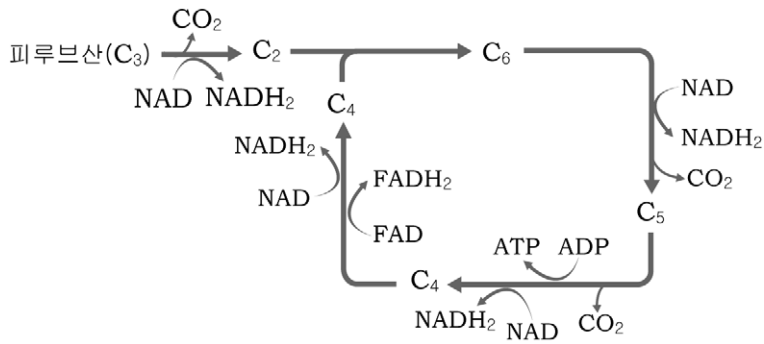 CO₂
피루브산(C₃) C₂ C₆
NAD NADH₂
C₄
NAD
NADH₂
CO₂
C₅
NADH₂
NAD
FADH₂
FAD
ATP ADP
C₄
NADH₂ NAD CO₂